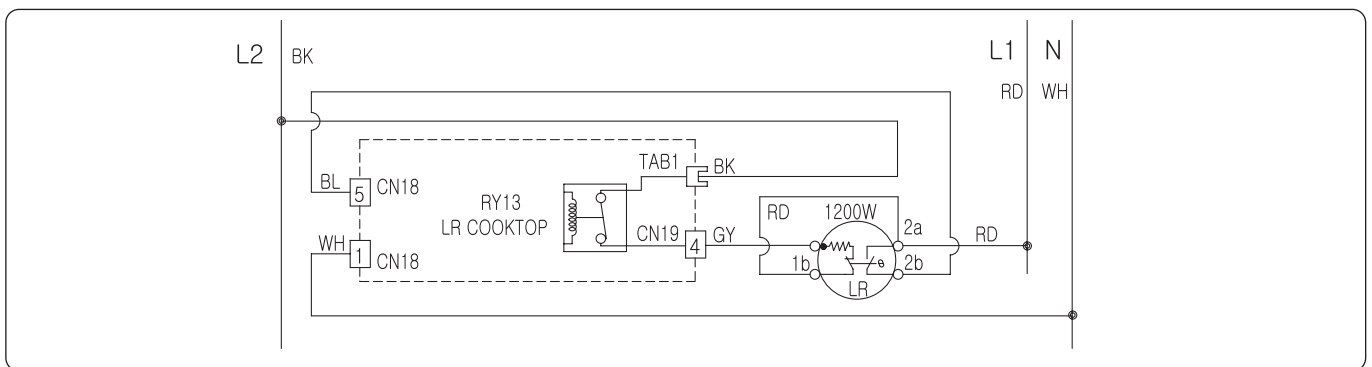 L2 BK L1 N
RD WH
TAB1 BK
BL 5 CN18
RY13
LR COOKTOP
RD 1200W 2a RD
CN19 4 GY
WH 1 CN18
1b 2b
θ
LR